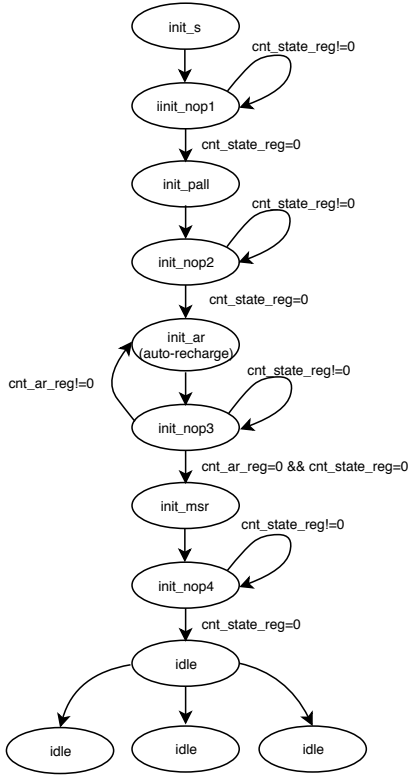 init_s
cnt_state_reg!=0
iinit_nop1
cnt_state_reg=0
init_pall
cnt_state_reg!=0
init_nop2
cnt_state_reg=0
init_ar
(auto-recharge)
cnt_ar_reg!=0
cnt_state_reg!=0
init_nop3
cnt_ar_reg=0 && cnt_state_reg=0
init_msr
cnt_state_reg!=0
init_nop4
cnt_state_reg=0
idle
idle
idle
idle